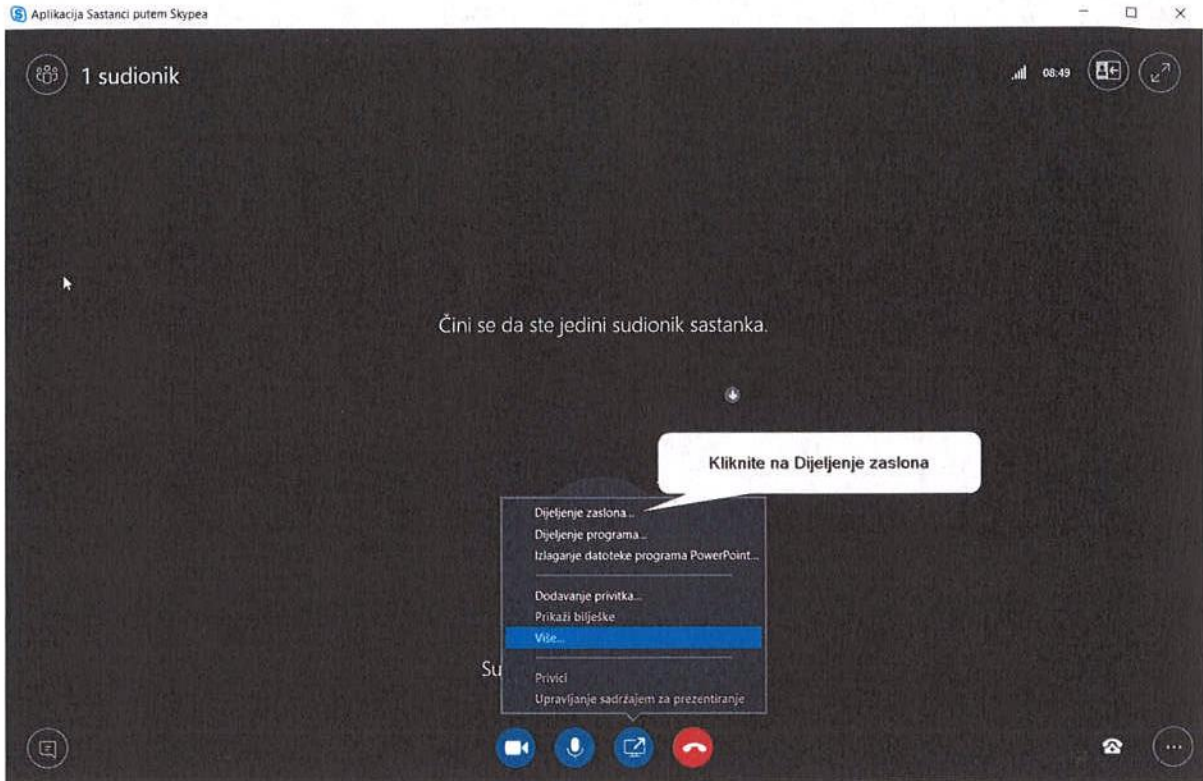 Aplikacija Sastanci putem Skypea
1 sudionik
08:49
Čini se da ste jedini sudionik sastanka.
Kliknite na Dijeljenje zaslona
Dijeljenje zaslona...
Dijeljenje programa...
Izlaganje datoteke programa PowerPoint...
Dodavanje privitka...
Prikaži bilješke
Više...
Su
Privici
Upravljanje sadržajem za prezentiranje